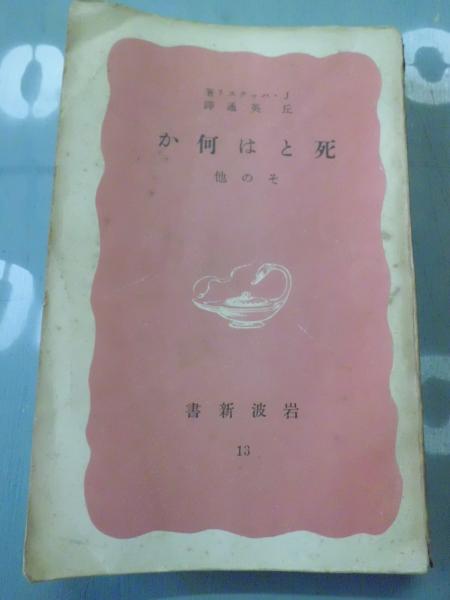 J・ハックスリ著
丘英通譯
死とは何か
その他
岩波新書
13